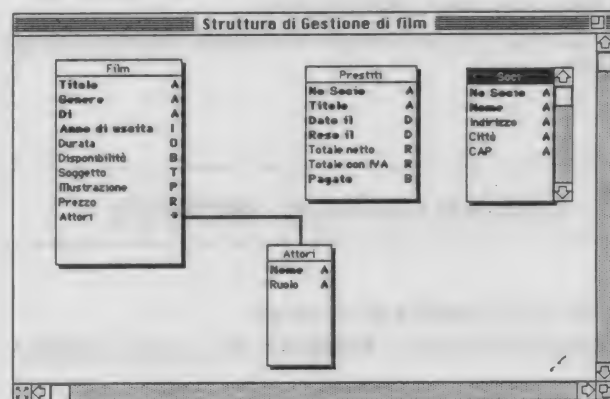 Struttura di Gestione di film
Film
Titolo A
Genere A
Di A
Anno di uscita I
Durata
Disponibilità B
Soggetto T
Illustrazione P
Prezzo R
Attori *
Prestiti
No Socio A
Titolo A
Dato il D
Reso il D
Totale netto R
Totale con IVA R
Pagato B
Soci
No Socio A
Nome A
Indirizzo A
Città A
CAP A
Attori
Nome A
Ruolo A